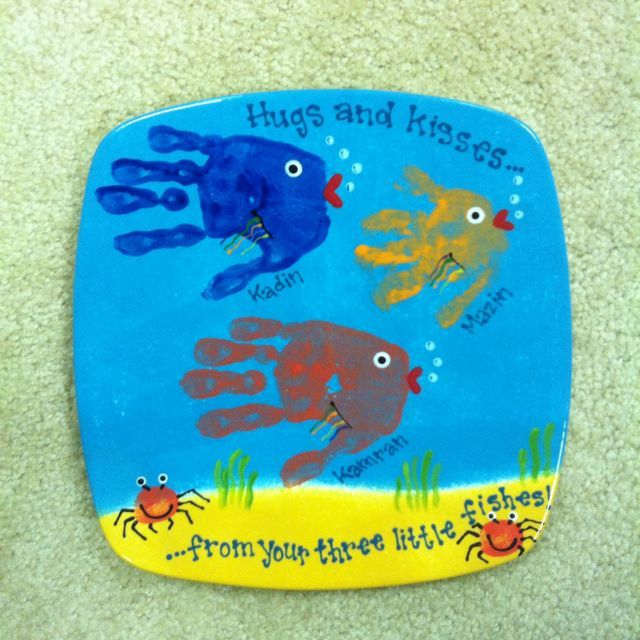 Hugs and kisses...
Kadin
Mazin
Kamran
...from your three little fishes!